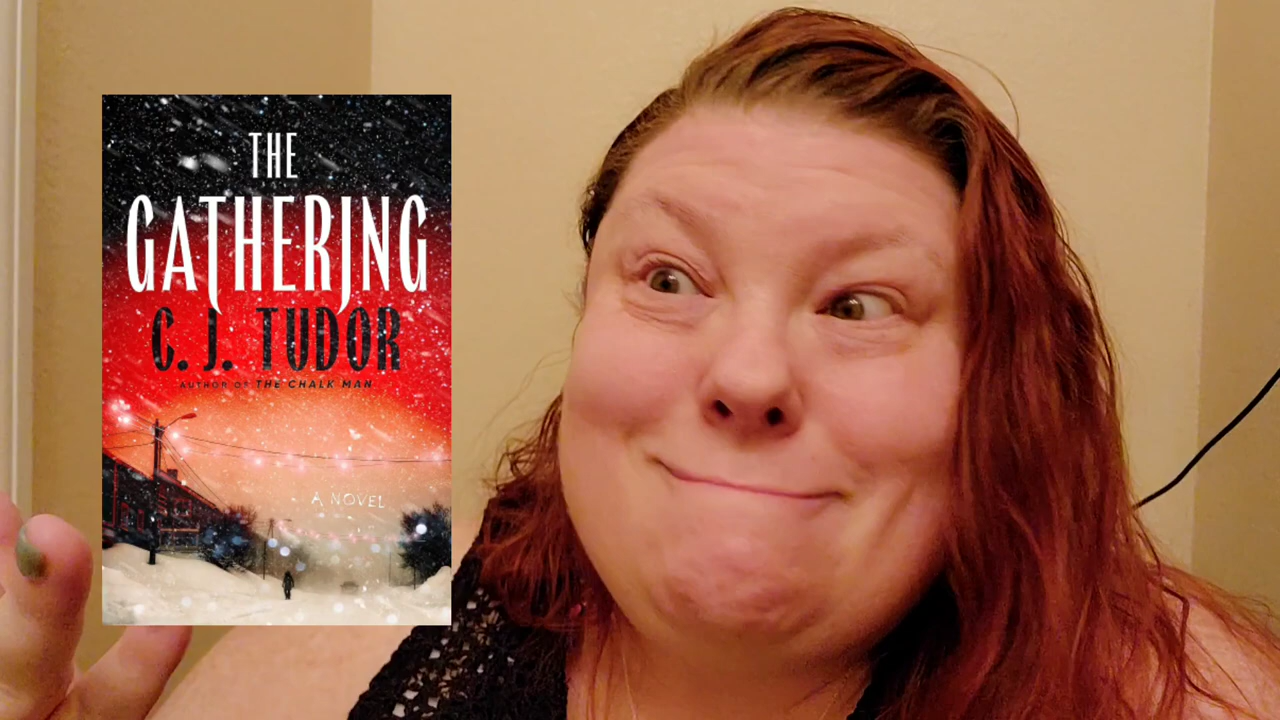 THE
GATHERING
C. J. TUDOR
AUTHOR OF THE CHALK MAN
A NOVEL